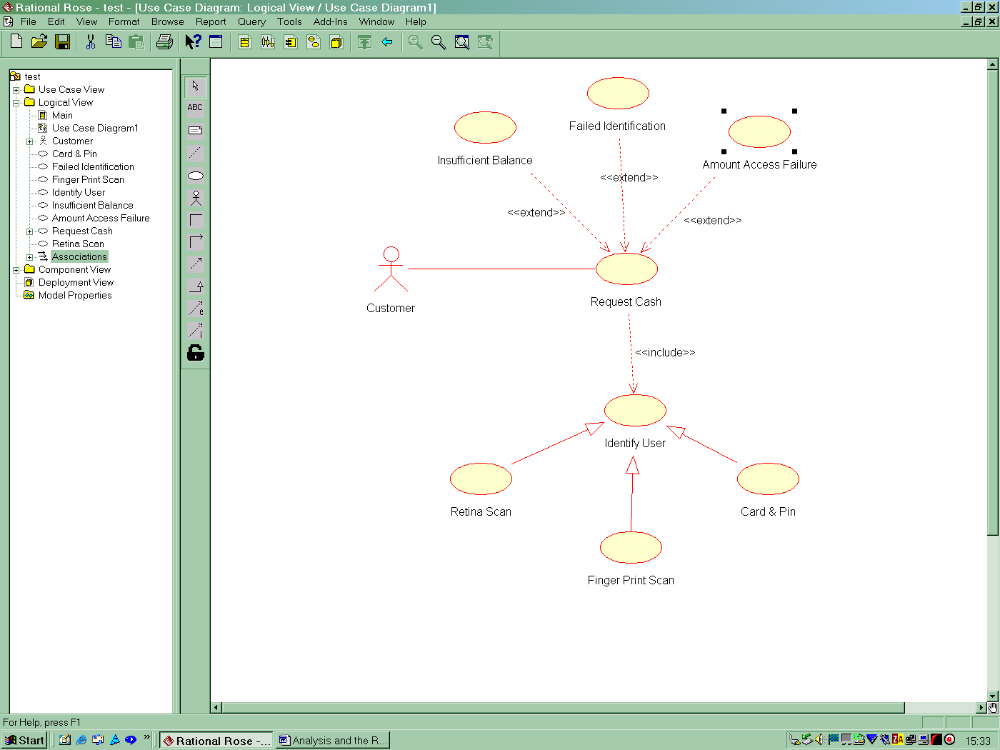 Rational Rose - test - [Use Case Diagram: Logical View / Use Case Diagram1]
File Edit View Format Browse Report Query Tools Add-Ins Window Help
test
Use Case View
Logical View
Main
Use Case Diagram1
Customer
Card & Pin
Failed Identification
Finger Print Scan
Identify User
Insufficient Balance
Amount Access Failure
Request Cash
Retina Scan
Associations
Component View
Deployment View
Model Properties
ABC
e
i
Failed Identification
Insufficient Balance
Amount Access Failure
<<extend>>
<<extend>>
<<extend>>
Customer
Request Cash
<<include>>
Identify User
Retina Scan
Card & Pin
Finger Print Scan
For Help, press F1
Start
»
Rational Rose -...
Analysis and the R...
ZA
15:33